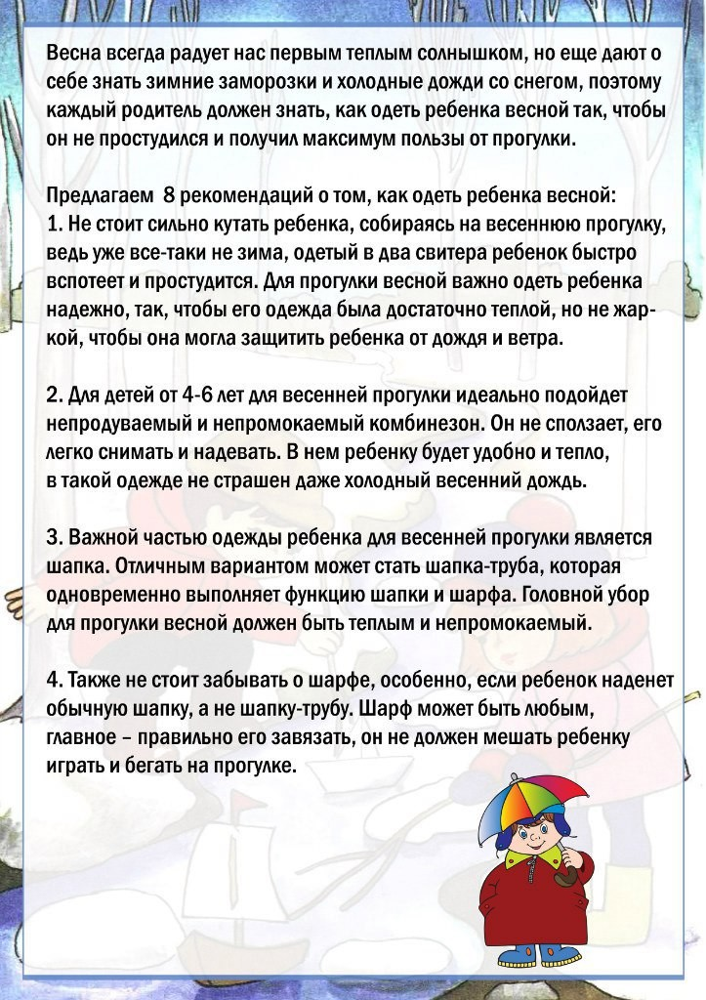 Весна всегда радует нас первым теплым солнышком, но еще дают о
себе знать зимние заморозки и холодные дожди со снегом, поэтому
каждый родитель должен знать, как одеть ребенка весной так, чтобы
он не простудился и получил максимум пользы от прогулки.
Предлагаем  8 рекомендаций о том, как одеть ребенка весной:
1. Не стоит сильно кутать ребенка, собираясь на весеннюю прогулку,
ведь уже все-таки не зима, одетый в два свитера ребенок быстро
вспотеет и простудится. Для прогулки весной важно одеть ребенка
надежно, так, чтобы его одежда была достаточно теплой, но не жар-
кой, чтобы она могла защитить ребенка от дождя и ветра.
2. Для детей от 4-6 лет для весенней прогулки идеально подойдет
непродуваемый и непромокаемый комбинезон. Он не сползает, его
легко снимать и надевать. В нем ребенку будет удобно и тепло,
в такой одежде не страшен даже холодный весенний дождь.
3. Важной частью одежды ребенка для весенней прогулки является
шапка. Отличным вариантом может стать шапка-труба, которая
одновременно выполняет функцию шапки и шарфа. Головной убор
для прогулки весной должен быть теплым и непромокаемый.
4. Также не стоит забывать о шарфе, особенно, если ребенок наденет
обычную шапку, а не шапку-трубу. Шарф может быть любым,
главное – правильно его завязать, он не должен мешать ребенку
играть и бегать на прогулке.